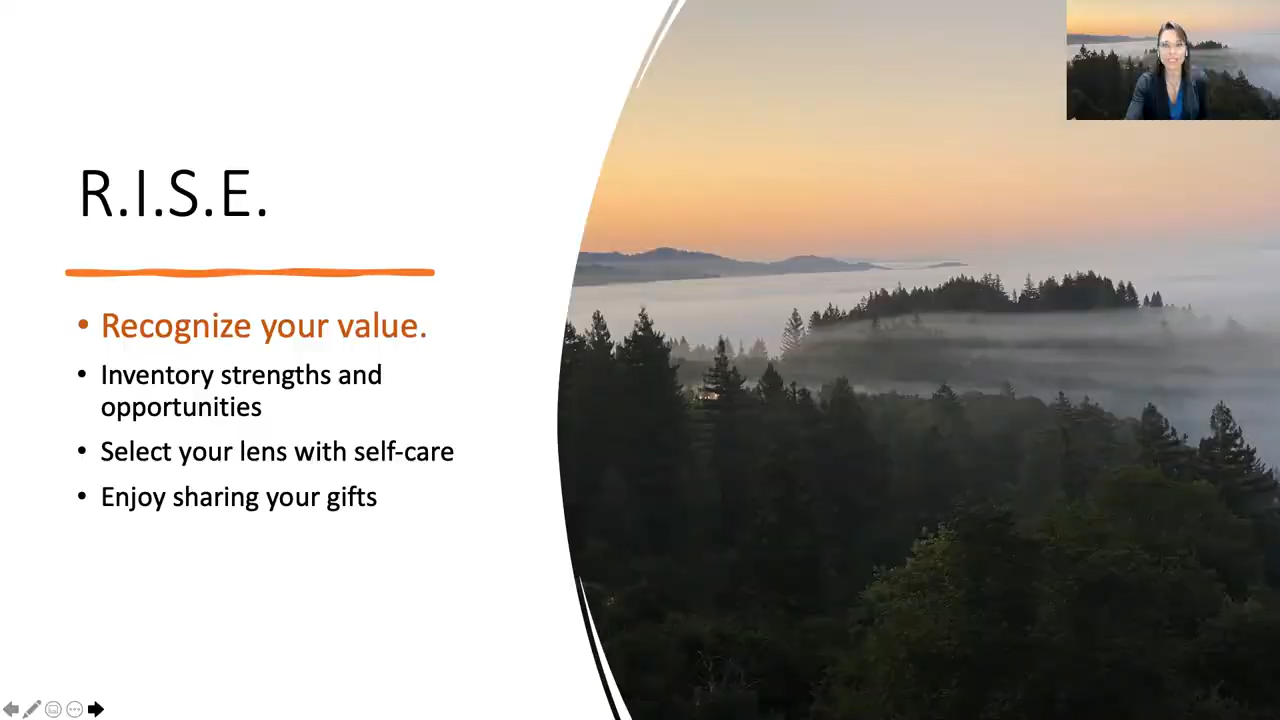 R.I.S.E.
• Recognize your value.
• Inventory strengths and
opportunities
• Select your lens with self-care
• Enjoy sharing your gifts